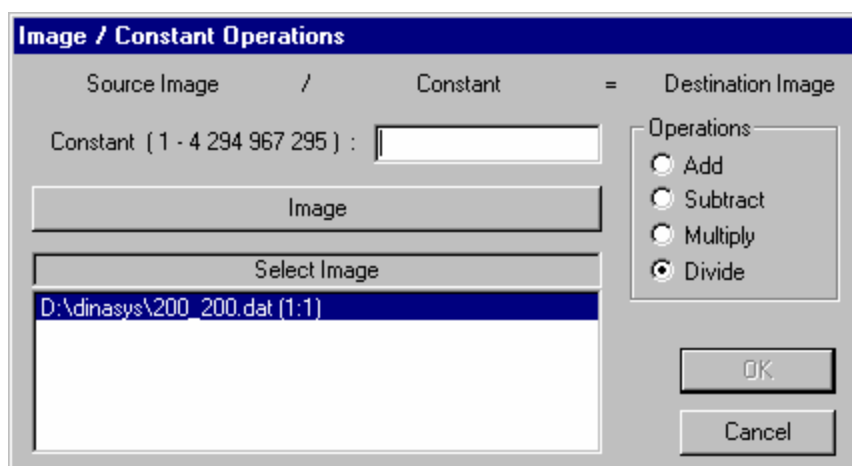 Image / Constant Operations
Source Image / Constant = Destination Image
Constant ( 1 - 4 294 967 295 ) :
Operations
Add
Subtract
Multiply
Divide
Image
Select Image
D:\dinasys\200_200.dat (1:1)
OK
Cancel